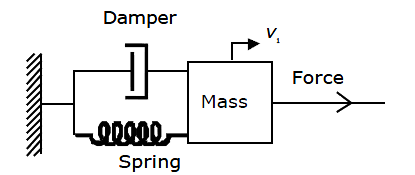 Damper
v₁
Force
Mass
Spring